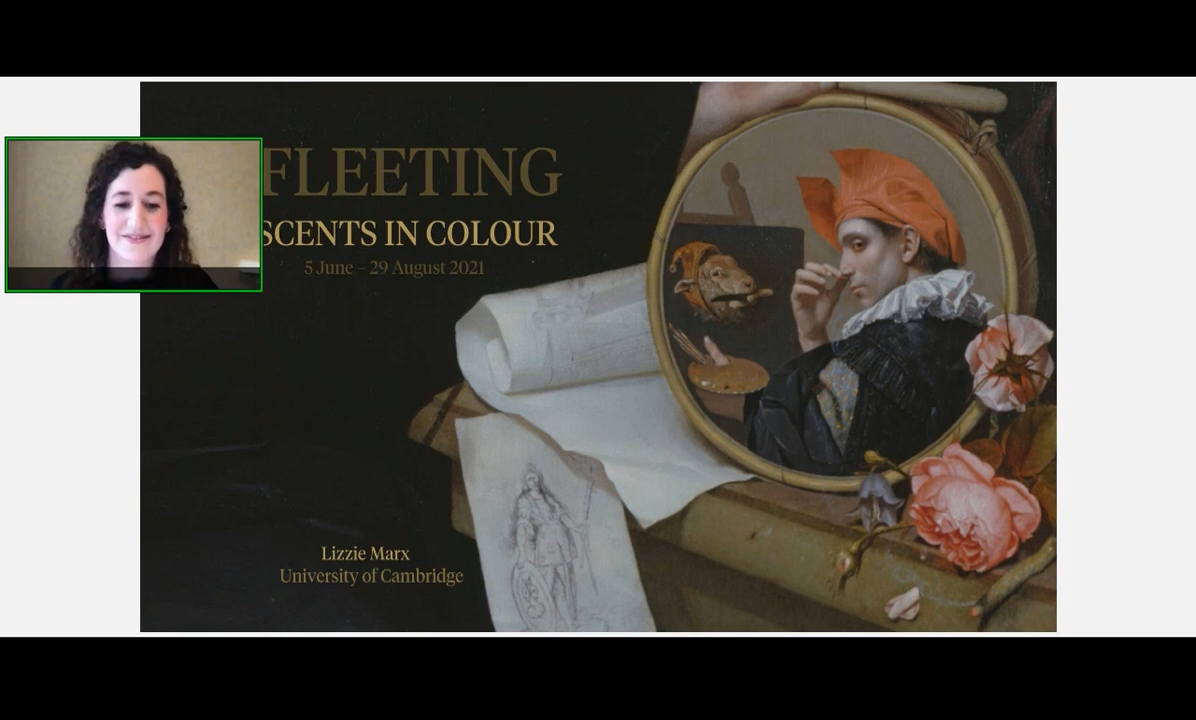 FLEETING
SCENTS IN COLOUR
5 June – 29 August 2021
Lizzie Marx
University of Cambridge